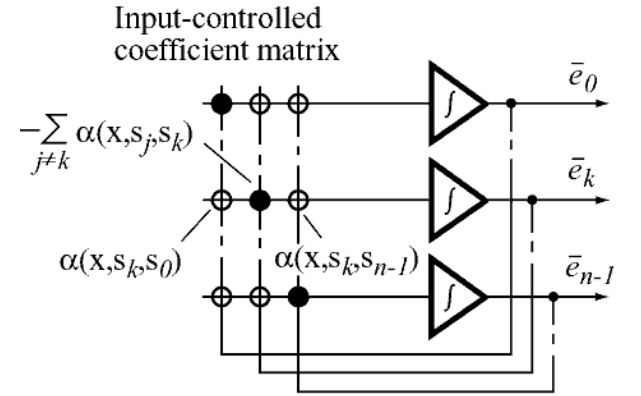 Input-controlled
coefficient matrix
ē₀
−∑ α(x,sⱼ,sₖ)
j≠k
ēₖ
α(x,sₖ,s₀)
α(x,sₖ,sₙ₋₁)
ēₙ₋₁
∫
∫
∫